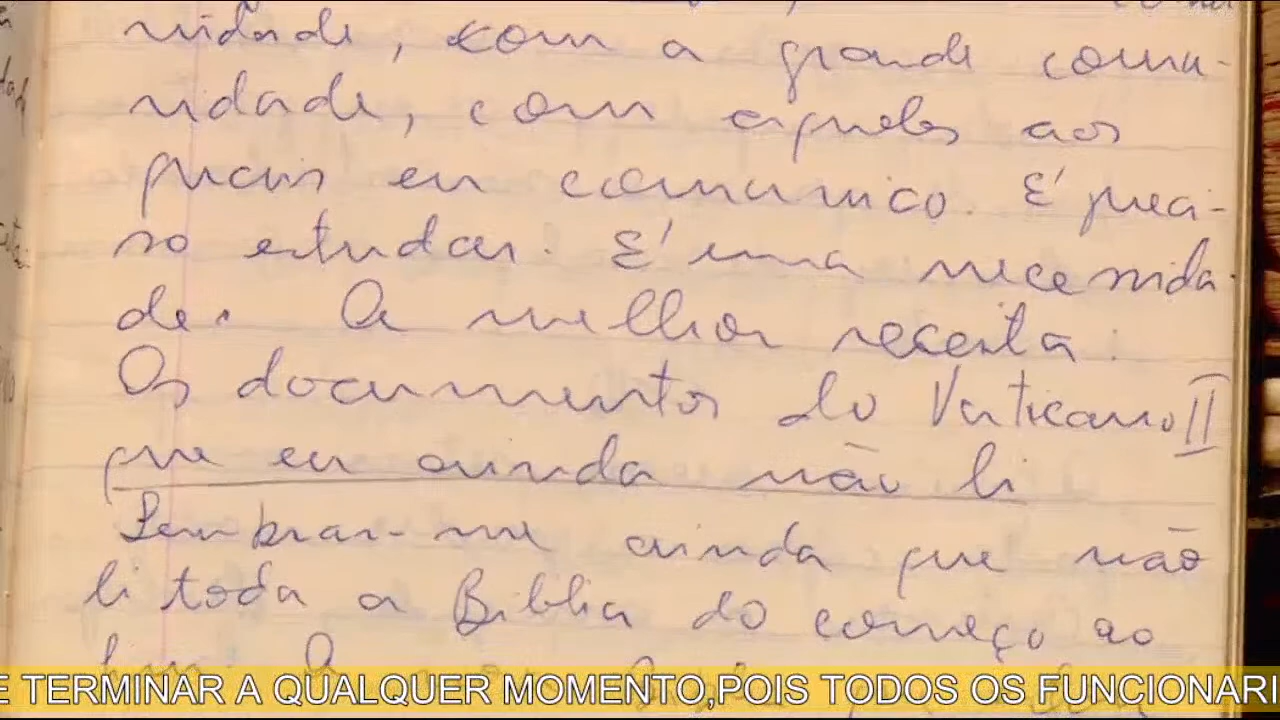 nidade, com a grande comu-
nidade, com aqueles aos
quais eu comunico. É preci-
so estudar. É uma necessida-
de. A melhor receita.
Os documentos do Vaticano II
que eu ainda não li
Lembrar-me ainda que não
li toda a Bíblia do começo ao
fim. A
E TERMINAR A QUALQUER MOMENTO,POIS TODOS OS FUNCIONARI